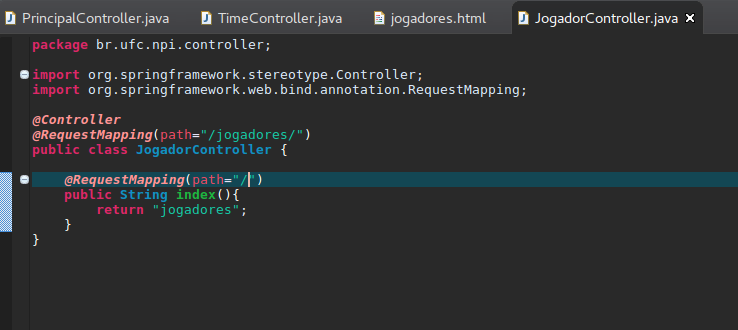 PrincipalController.java TimeController.java jogadores.html JogadorController.java
package br.ufc.npi.controller;
import org.springframework.stereotype.Controller;
import org.springframework.web.bind.annotation.RequestMapping;
@Controller
@RequestMapping(path="/jogadores/")
public class JogadorController {
@RequestMapping(path="/")
public String index(){
return "jogadores";
}
}